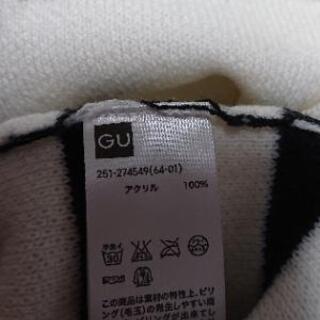 GU
251-274549(64-01)
アクリル 100%
この商品は素材の特性上、ピリ
ング(毛玉)の発生しやすい商